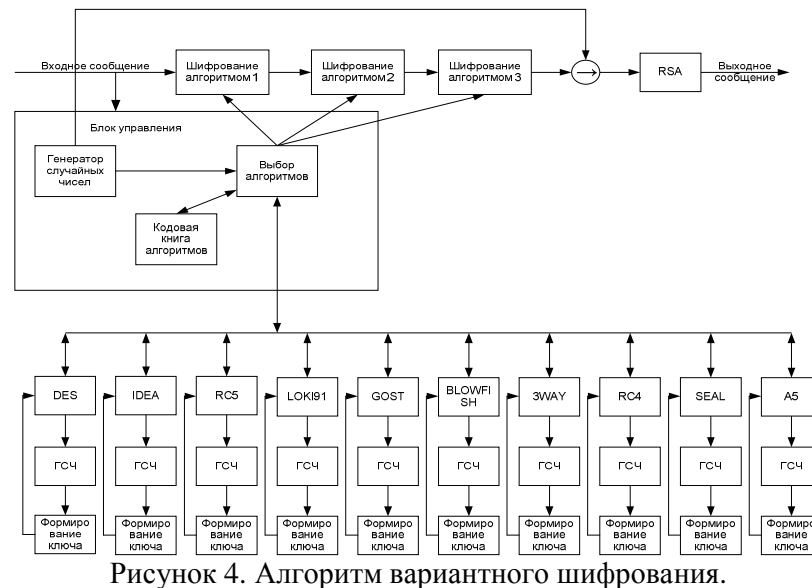 Входное сообщение
Шифрование
алгоритмом 1
Шифрование
алгоритмом 2
Шифрование
алгоритмом 3
RSA
Выходное
сообщение
Блок управления
Генератор
случайных
чисел
Выбор
алгоритмов
Кодовая
книга
алгоритмов
DES
IDEA
RC5
LOKI91
GOST
BLOWFI
SH
3WAY
RC4
SEAL
A5
ГСЧ
ГСЧ
ГСЧ
ГСЧ
ГСЧ
ГСЧ
ГСЧ
ГСЧ
ГСЧ
ГСЧ
Формиро
вание
ключа
Формиро
вание
ключа
Формиро
вание
ключа
Формиро
вание
ключа
Формиро
вание
ключа
Формиро
вание
ключа
Формиро
вание
ключа
Формиро
вание
ключа
Формиро
вание
ключа
Формиро
вание
ключа
Рисунок 4. Алгоритм вариантного шифрования.